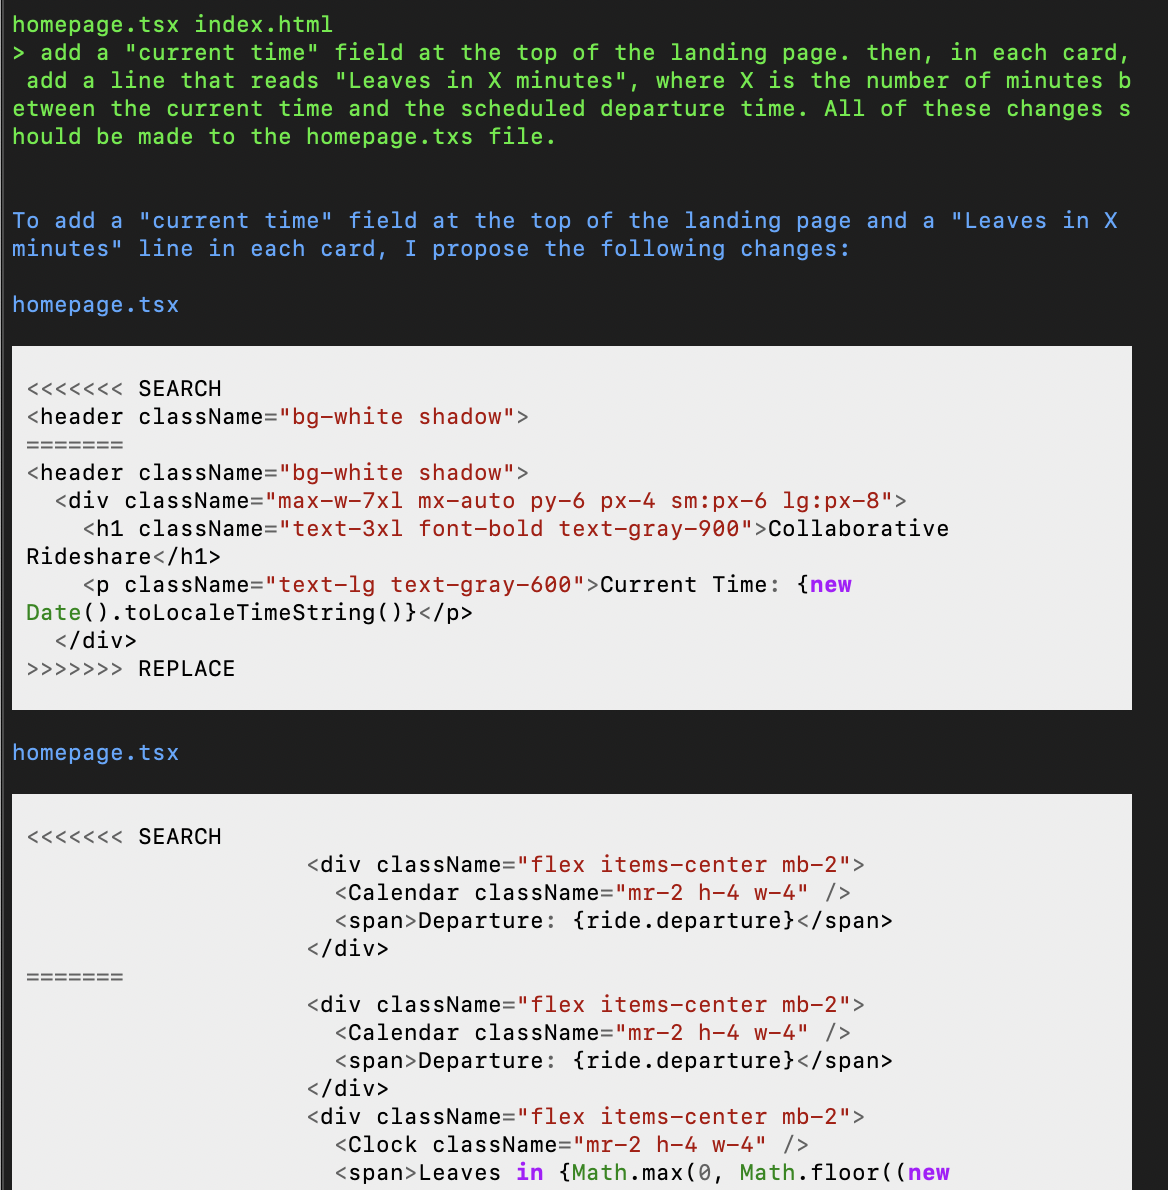 homepage.tsx index.html
> add a "current time" field at the top of the landing page. then, in each card,
 add a line that reads "Leaves in X minutes", where X is the number of minutes b
etween the current time and the scheduled departure time. All of these changes s
hould be made to the homepage.txs file.
To add a "current time" field at the top of the landing page and a "Leaves in X
minutes" line in each card, I propose the following changes:
homepage.tsx
<<<<<<< SEARCH
<header className="bg-white shadow">
=======
<header className="bg-white shadow">
  <div className="max-w-7xl mx-auto py-6 px-4 sm:px-6 lg:px-8">
    <h1 className="text-3xl font-bold text-gray-900">Collaborative
Rideshare</h1>
    <p className="text-lg text-gray-600">Current Time: {new
Date().toLocaleTimeString()}</p>
  </div>
>>>>>>> REPLACE
homepage.tsx
<<<<<<< SEARCH
                    <div className="flex items-center mb-2">
                      <Calendar className="mr-2 h-4 w-4" />
                      <span>Departure: {ride.departure}</span>
                    </div>
=======
                    <div className="flex items-center mb-2">
                      <Calendar className="mr-2 h-4 w-4" />
                      <span>Departure: {ride.departure}</span>
                    </div>
                    <div className="flex items-center mb-2">
                      <Clock className="mr-2 h-4 w-4" />
                      <span>Leaves in {Math.max(0, Math.floor((new